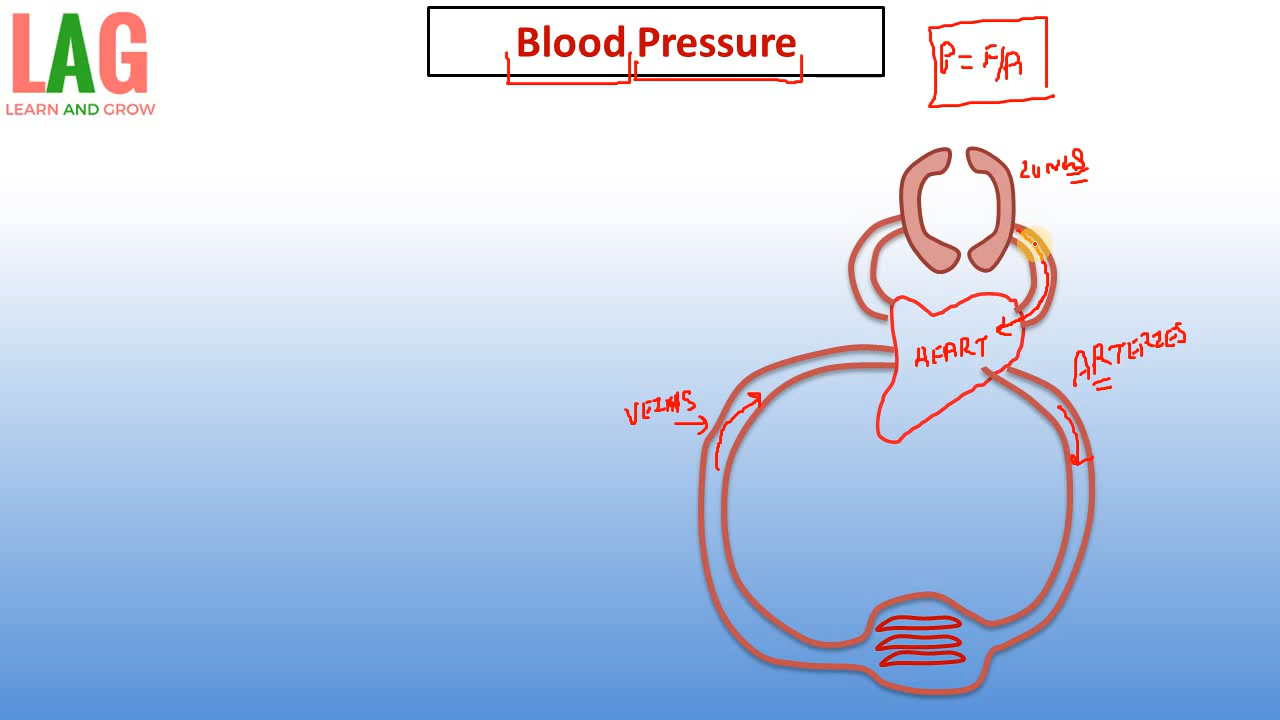 LAG
LEARN AND GROW
Blood Pressure
P = F/A
LUNGS
HEART
ARTERIES
VEINS